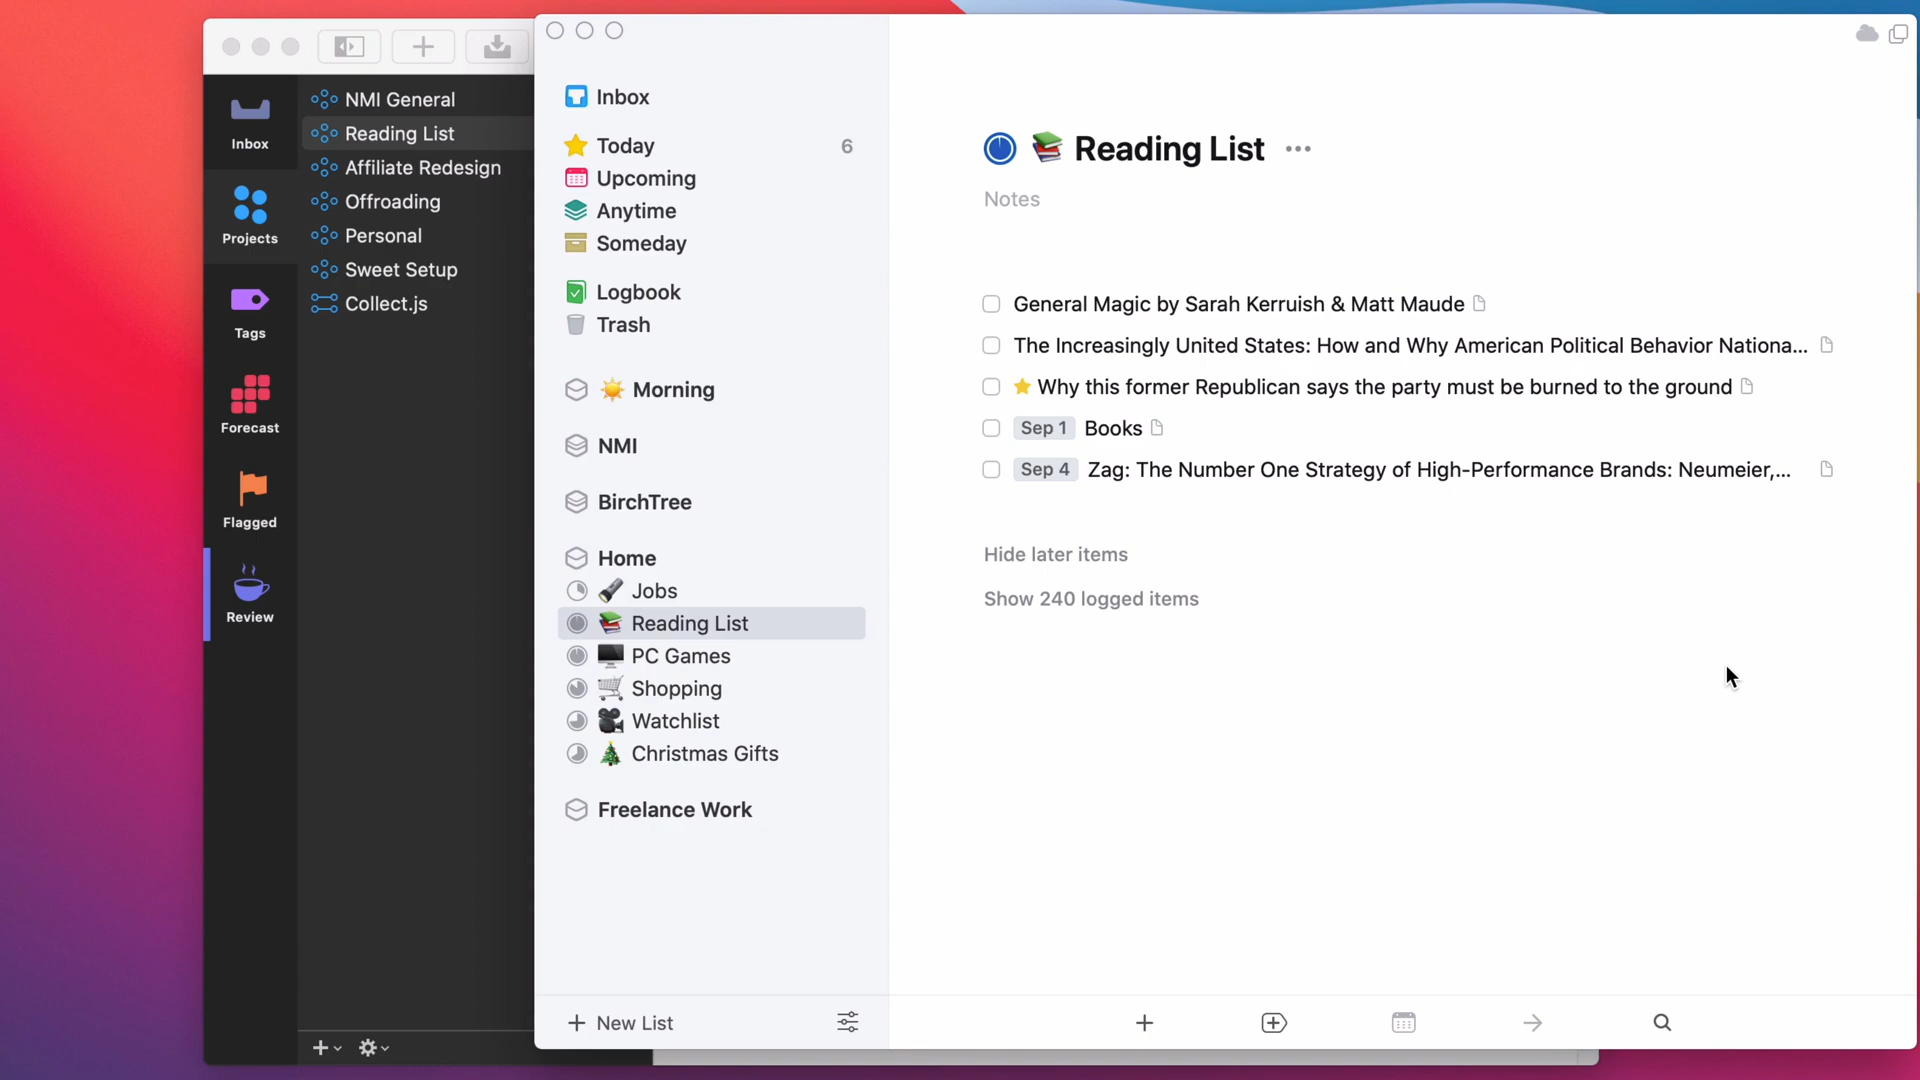 Inbox
Projects
Tags
Forecast
Flagged
Review
NMI General
Reading List
Affiliate Redesign
Offroading
Personal
Sweet Setup
Collect.js
Inbox
Today 6
Upcoming
Anytime
Someday
Logbook
Trash
Morning
NMI
BirchTree
Home
Jobs
Reading List
PC Games
Shopping
Watchlist
Christmas Gifts
Freelance Work
New List
Reading List
Notes
General Magic by Sarah Kerruish & Matt Maude
The Increasingly United States: How and Why American Political Behavior Nationa...
Why this former Republican says the party must be burned to the ground
Sep 1 Books
Sep 4 Zag: The Number One Strategy of High-Performance Brands: Neumeier,...
Hide later items
Show 240 logged items